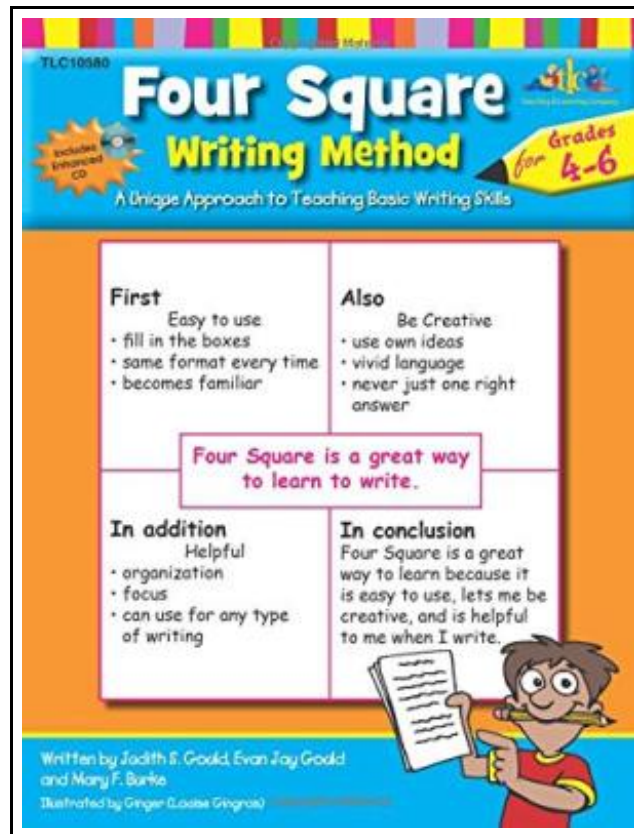 TLC10580
Four Square
Writing Method
for Grades
4-6
Includes
Enhanced
CD
A Unique Approach to Teaching Basic Writing Skills
First
Easy to use
• fill in the boxes
• same format every time
• becomes familiar
Also
Be Creative
• use own ideas
• vivid language
• never just one right
answer
Four Square is a great way
to learn to write.
In addition
Helpful
• organization
• focus
• can use for any type
of writing
In conclusion
Four Square is a great
way to learn because it
is easy to use, lets me be
creative, and is helpful
to me when I write.
Written by Judith S. Gould, Evan Jay Gould
and Mary F. Burke
Illustrated by Ginger (Louise Gingras)